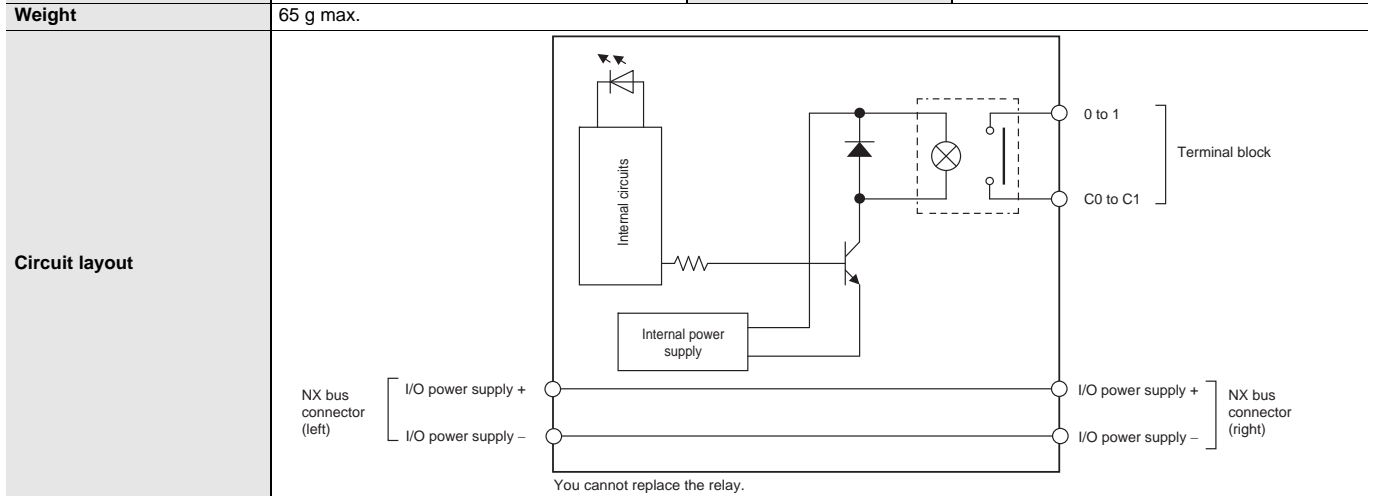 Weight
65 g max.
Circuit layout
Internal circuits
0 to 1
Terminal block
C0 to C1
Internal power
supply
NX bus
connector
(left)
I/O power supply +
I/O power supply –
I/O power supply +
I/O power supply –
NX bus
connector
(right)
You cannot replace the relay.